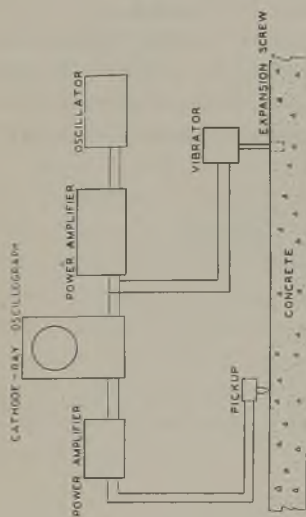 CATHODE-RAY OSCILLOGRAPH
POWER AMPLIFIER
POWER AMPLIFIER
OSCILLATOR
PICKUP
VIBRATOR
EXPANSION SCREW
CONCRETE